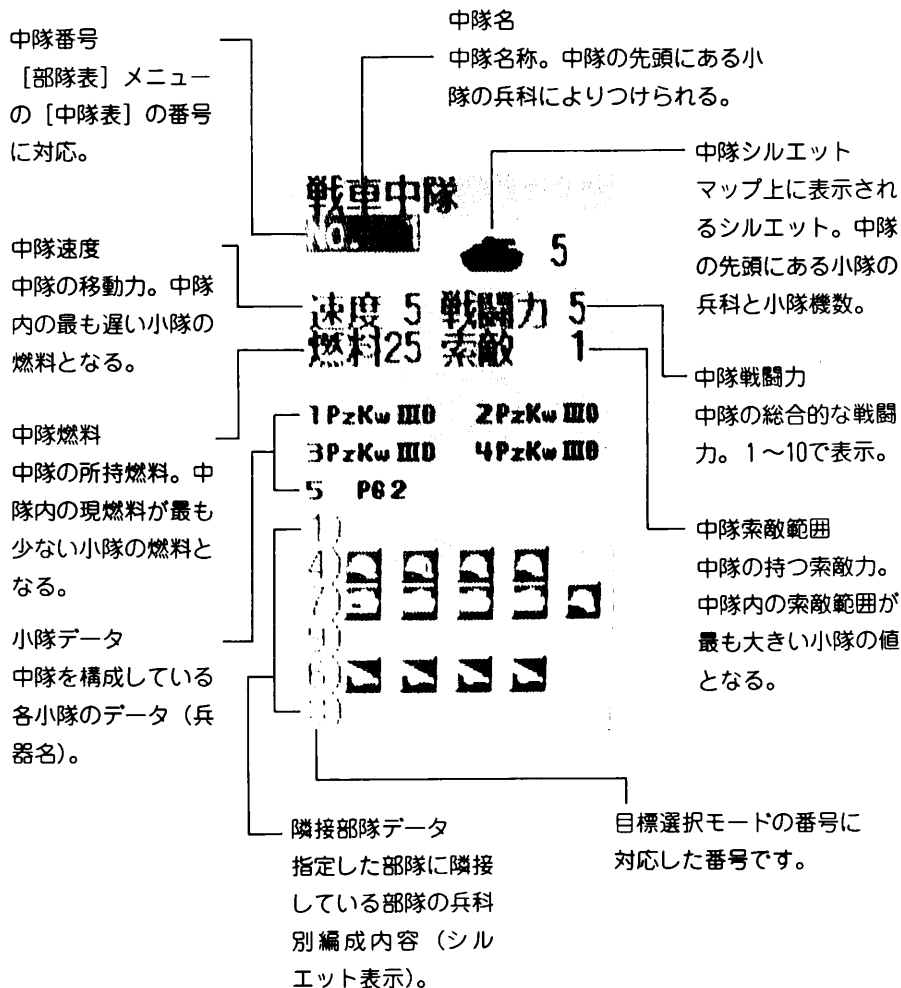 中隊番号
［部隊表］メニュー
の［中隊表］の番号
に対応。
中隊名
中隊名称。中隊の先頭にある小
隊の兵科によりつけられる。
中隊シルエット
マップ上に表示され
るシルエット。中隊
の先頭にある小隊の
兵科と小隊機数。
中隊速度
中隊の移動力。中隊
内の最も遅い小隊の
燃料となる。
中隊燃料
中隊の所持燃料。中
隊内の現燃料が最も
少ない小隊の燃料と
なる。
小隊データ
中隊を構成している
各小隊のデータ（兵
器名）。
戦車中隊
No.
5
速度 5 戦闘力 5
燃料25 索敵 1
1PzKwⅢD 2PzKwⅢD
3PzKwⅢD 4PzKwⅢD
5 PG2
中隊戦闘力
中隊の総合的な戦闘
力。1～10で表示。
中隊索敵範囲
中隊の持つ索敵力。
中隊内の索敵範囲が
最も大きい小隊の値
となる。
隣接部隊データ
指定した部隊に隣接
している部隊の兵科
別編成内容（シル
エット表示）。
目標選択モードの番号に
対応した番号です。